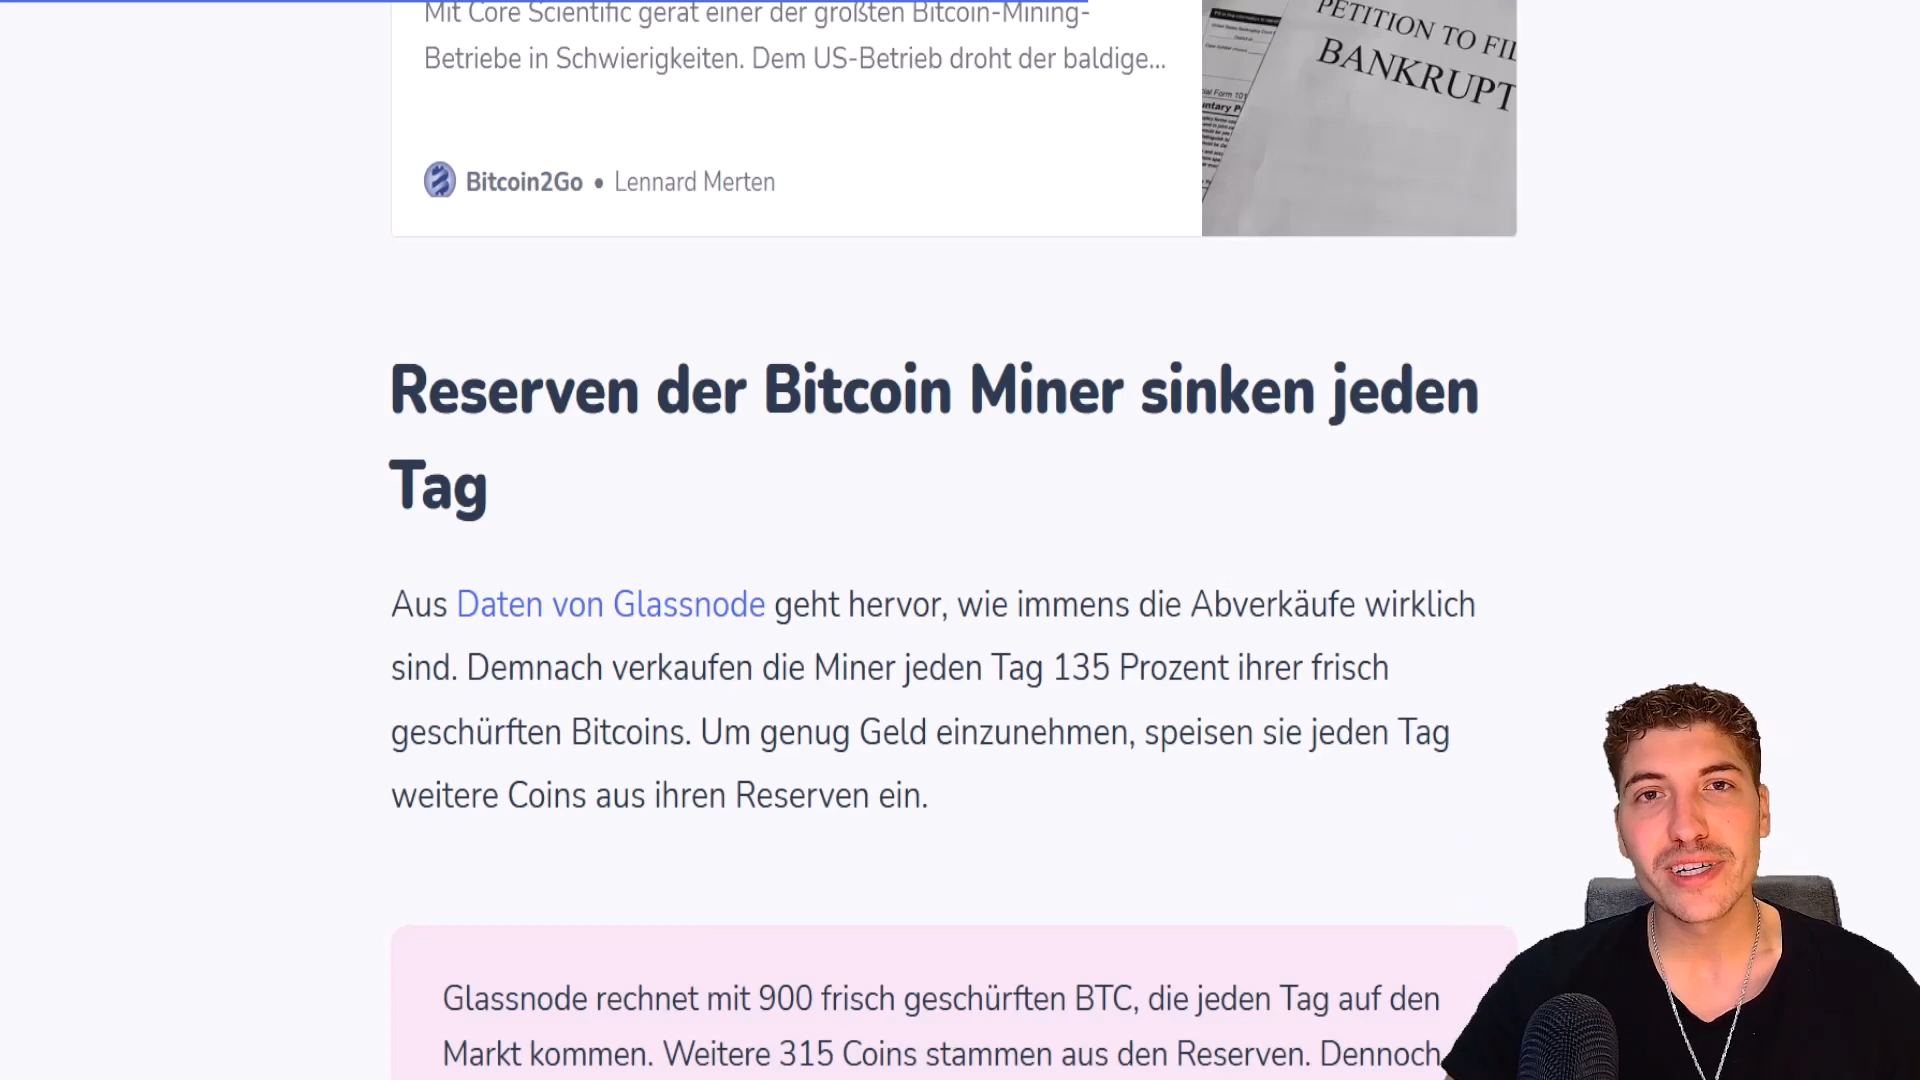 Mit Core Scientific gerät einer der größten Bitcoin-Mining-
Betriebe in Schwierigkeiten. Dem US-Betrieb droht der baldige...
PETITION TO FIL
BANKRUPT
ial Form 101
Bitcoin2Go • Lennard Merten
Reserven der Bitcoin Miner sinken jeden
Tag
Aus Daten von Glassnode geht hervor, wie immens die Abverkäufe wirklich
sind. Demnach verkaufen die Miner jeden Tag 135 Prozent ihrer frisch
geschürften Bitcoins. Um genug Geld einzunehmen, speisen sie jeden Tag
weitere Coins aus ihren Reserven ein.
Glassnode rechnet mit 900 frisch geschürften BTC, die jeden Tag auf den
Markt kommen. Weitere 315 Coins stammen aus den Reserven. Dennoch